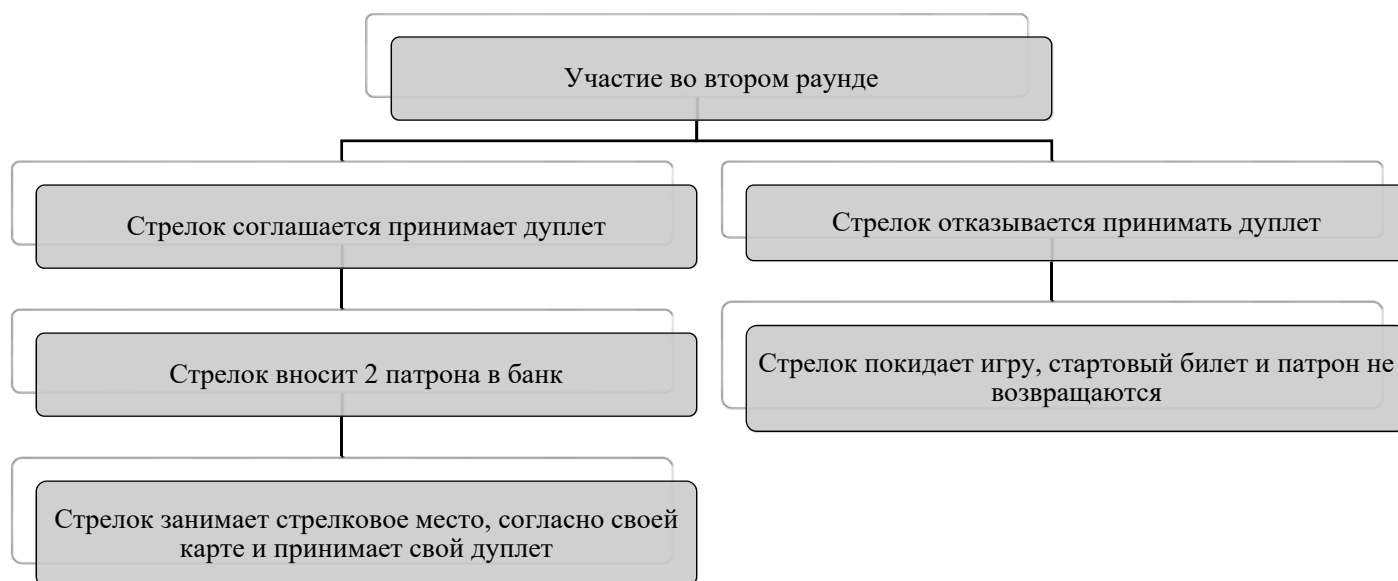 Участие во втором раунде
Стрелок соглашается принимает дуплет
Стрелок отказывается принимать дуплет
Стрелок вносит 2 патрона в банк
Стрелок покидает игру, стартовый билет и патрон не
возвращаются
Стрелок занимает стрелковое место, согласно своей
карте и принимает свой дуплет